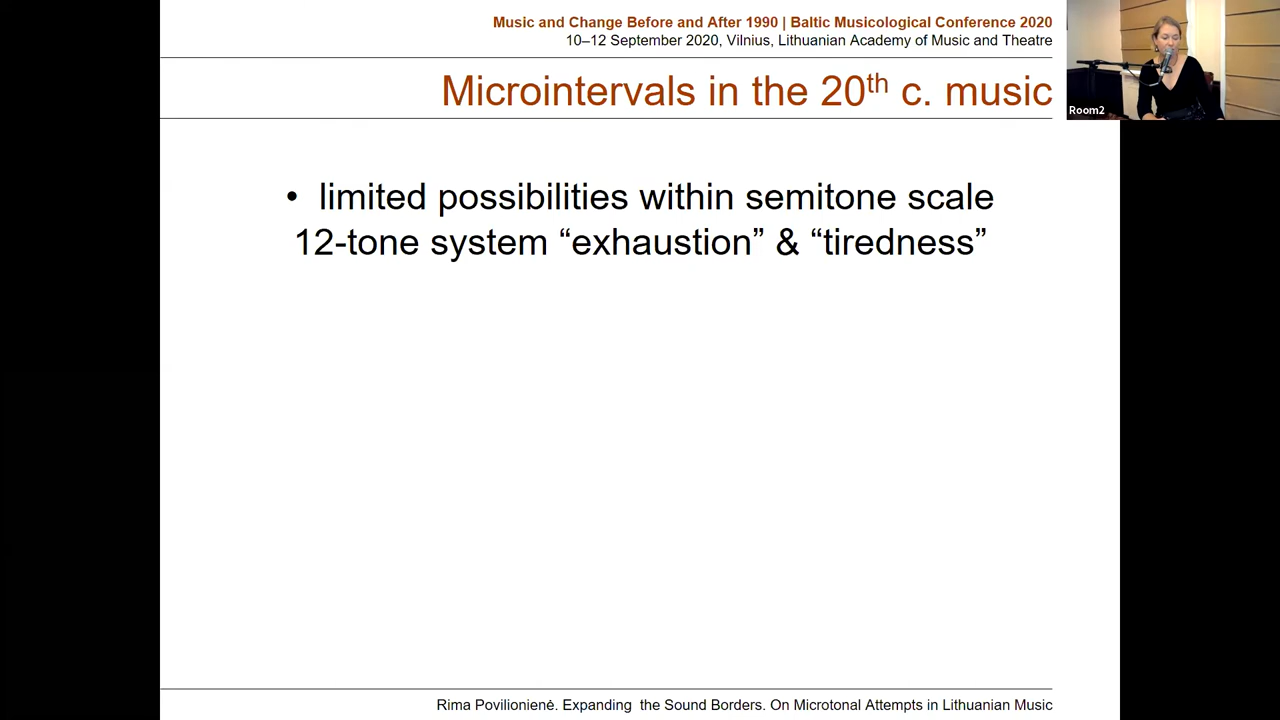 Music and Change Before and After 1990 | Baltic Musicological Conference 2020
10–12 September 2020, Vilnius, Lithuanian Academy of Music and Theatre
Microintervals in the 20th c. music
Room2
• limited possibilities within semitone scale
12-tone system “exhaustion” & “tiredness”
Rima Povilionienė. Expanding the Sound Borders. On Microtonal Attempts in Lithuanian Music